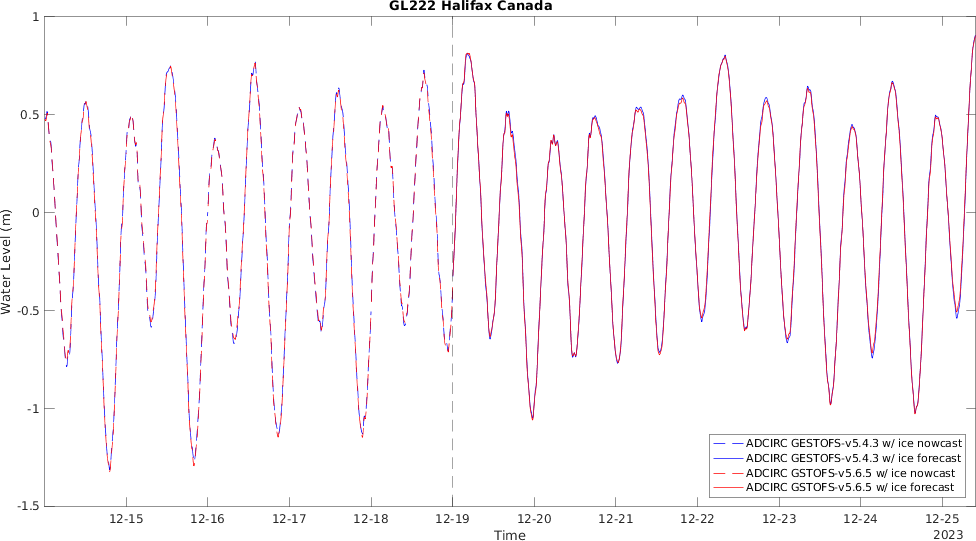 GL222 Halifax Canada
1
0.5
0
-0.5
-1
-1.5
Water Level (m)
12-15
12-16
12-17
12-18
12-19
12-20
12-21
12-22
12-23
12-24
12-25
2023
Time
ADCIRC GESTOFS-v5.4.3 w/ ice nowcast
ADCIRC GESTOFS-v5.4.3 w/ ice forecast
ADCIRC GSTOFS-v5.6.5 w/ ice nowcast
ADCIRC GSTOFS-v5.6.5 w/ ice forecast